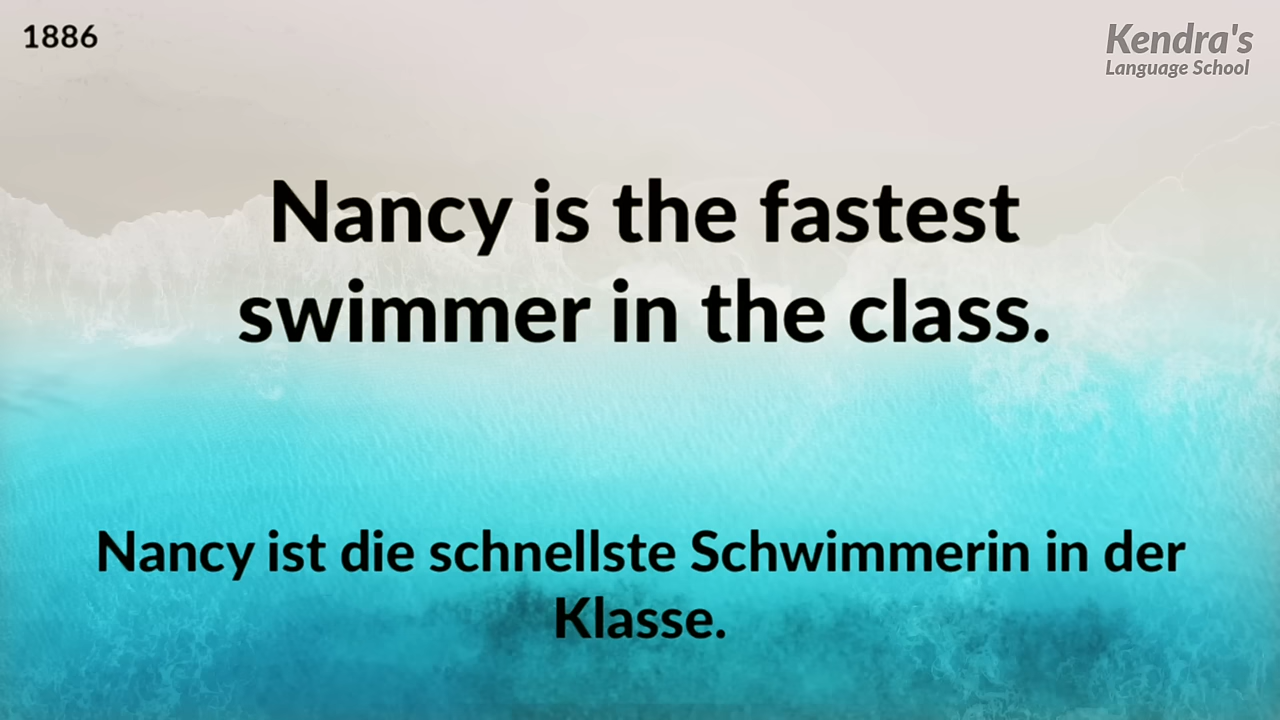 1886
Kendra's
Language School
Nancy is the fastest
swimmer in the class.
Nancy ist die schnellste Schwimmerin in der
Klasse.